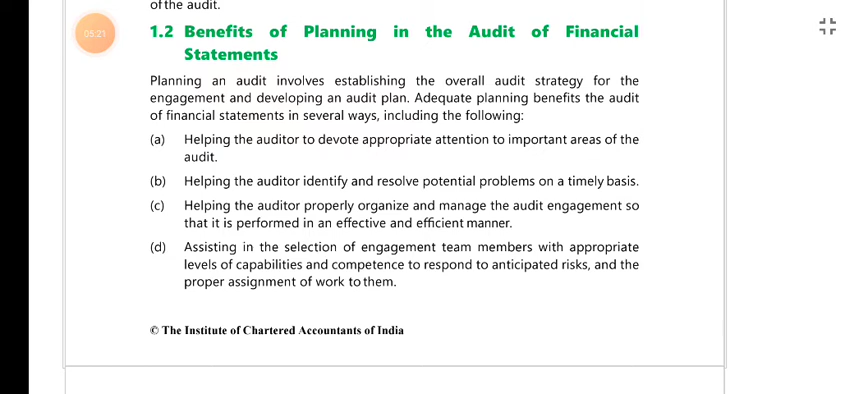 of the audit.
05:21
1.2 Benefits of Planning in the Audit of Financial
Statements
Planning an audit involves establishing the overall audit strategy for the
engagement and developing an audit plan. Adequate planning benefits the audit
of financial statements in several ways, including the following:
(a) Helping the auditor to devote appropriate attention to important areas of the
audit.
(b) Helping the auditor identify and resolve potential problems on a timely basis.
(c) Helping the auditor properly organize and manage the audit engagement so
that it is performed in an effective and efficient manner.
(d) Assisting in the selection of engagement team members with appropriate
levels of capabilities and competence to respond to anticipated risks, and the
proper assignment of work to them.
© The Institute of Chartered Accountants of India